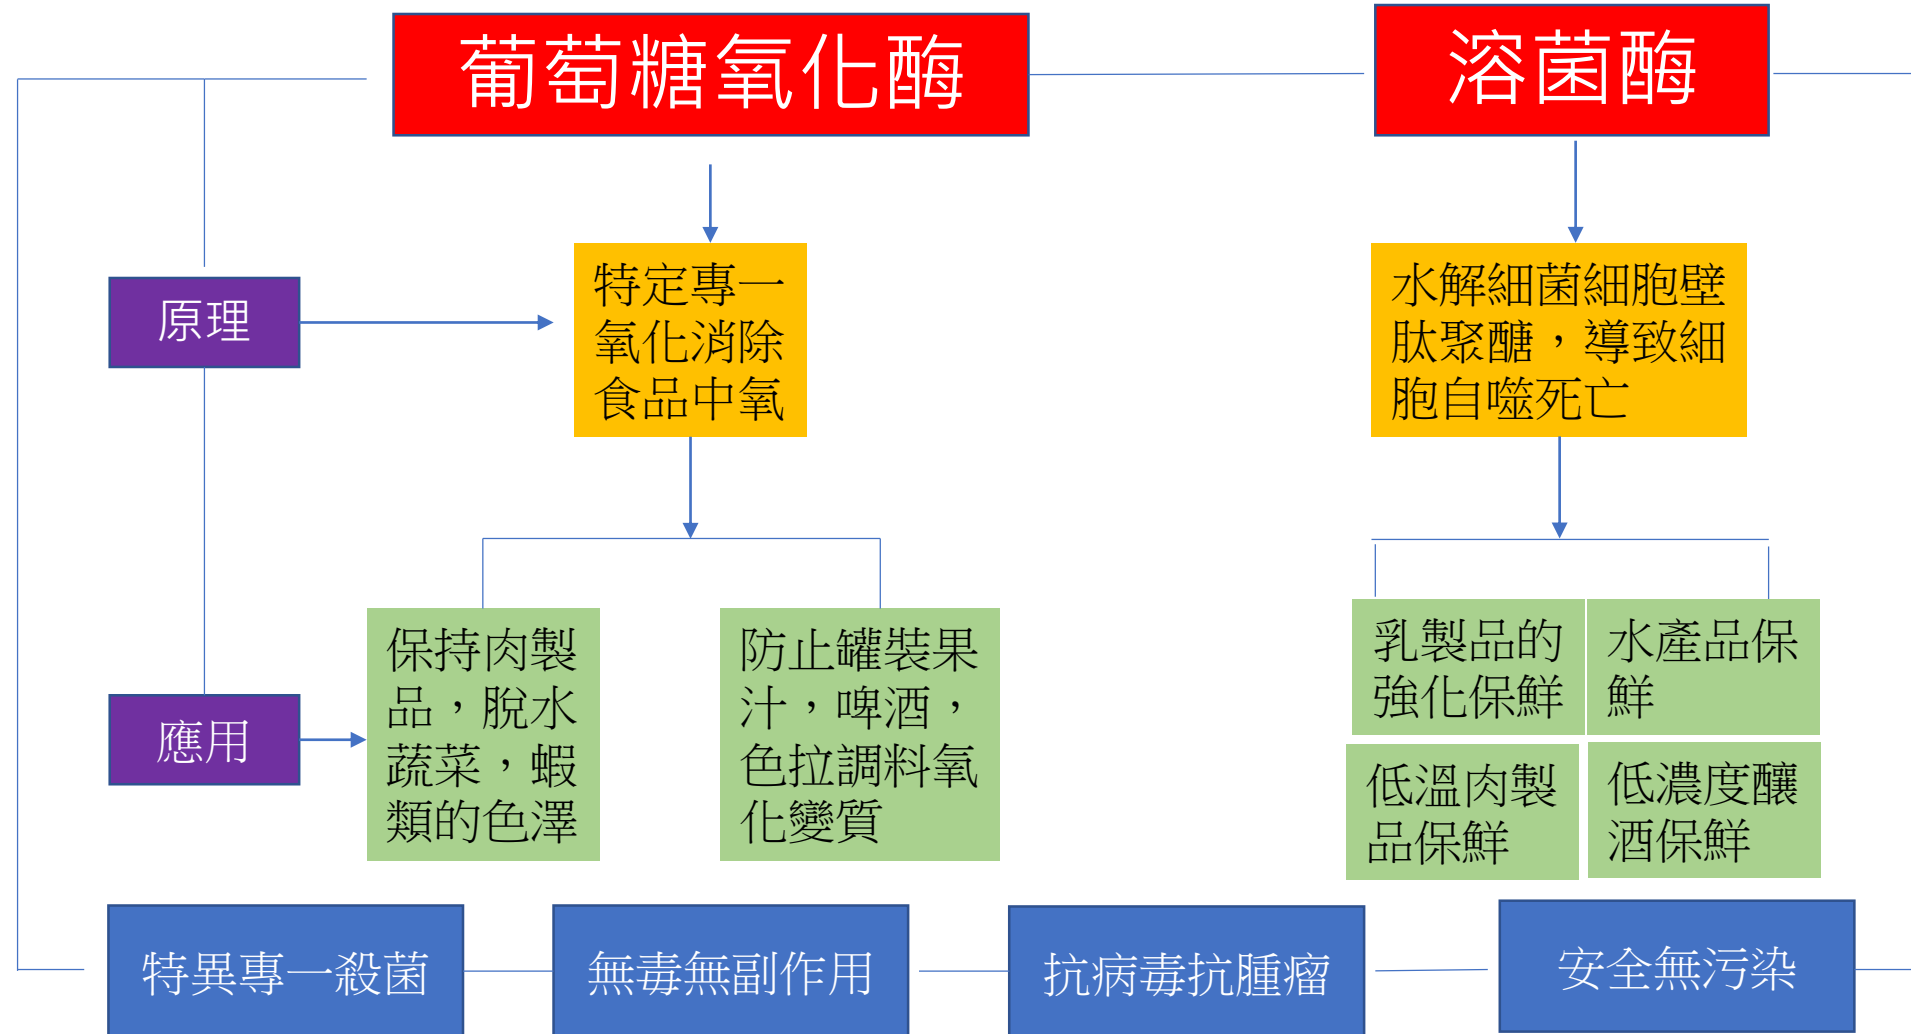 葡萄糖氧化酶
溶菌酶
原理
特定專一
氧化消除
食品中氧
水解細菌細胞壁
肽聚醣，導致細
胞自噬死亡
應用
保持肉製
品，脫水
蔬菜，蝦
類的色澤
防止罐裝果
汁，啤酒，
色拉調料氧
化變質
乳製品的
強化保鮮
水產品保
鮮
低溫肉製
品保鮮
低濃度釀
酒保鮮
特異專一殺菌
無毒無副作用
抗病毒抗腫瘤
安全無污染